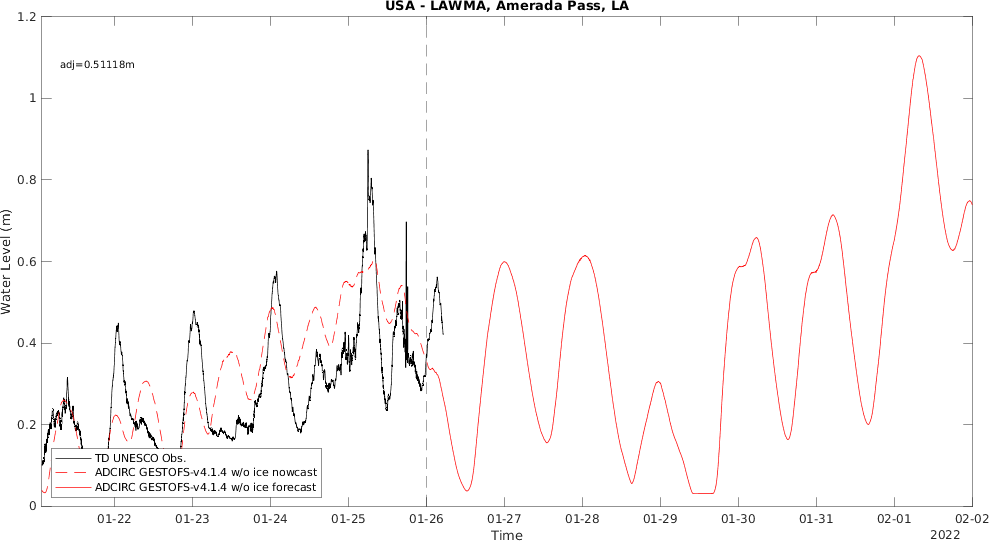 USA - LAWMA, Amerada Pass, LA
1.2
adj=0.51118m
1
0.8
0.6
0.4
0.2
0
Water Level (m)
TD UNESCO Obs.
ADCIRC GESTOFS-v4.1.4 w/o ice nowcast
ADCIRC GESTOFS-v4.1.4 w/o ice forecast
01-22 01-23 01-24 01-25 01-26 01-27 01-28 01-29 01-30 01-31 02-01 02-02
Time
2022